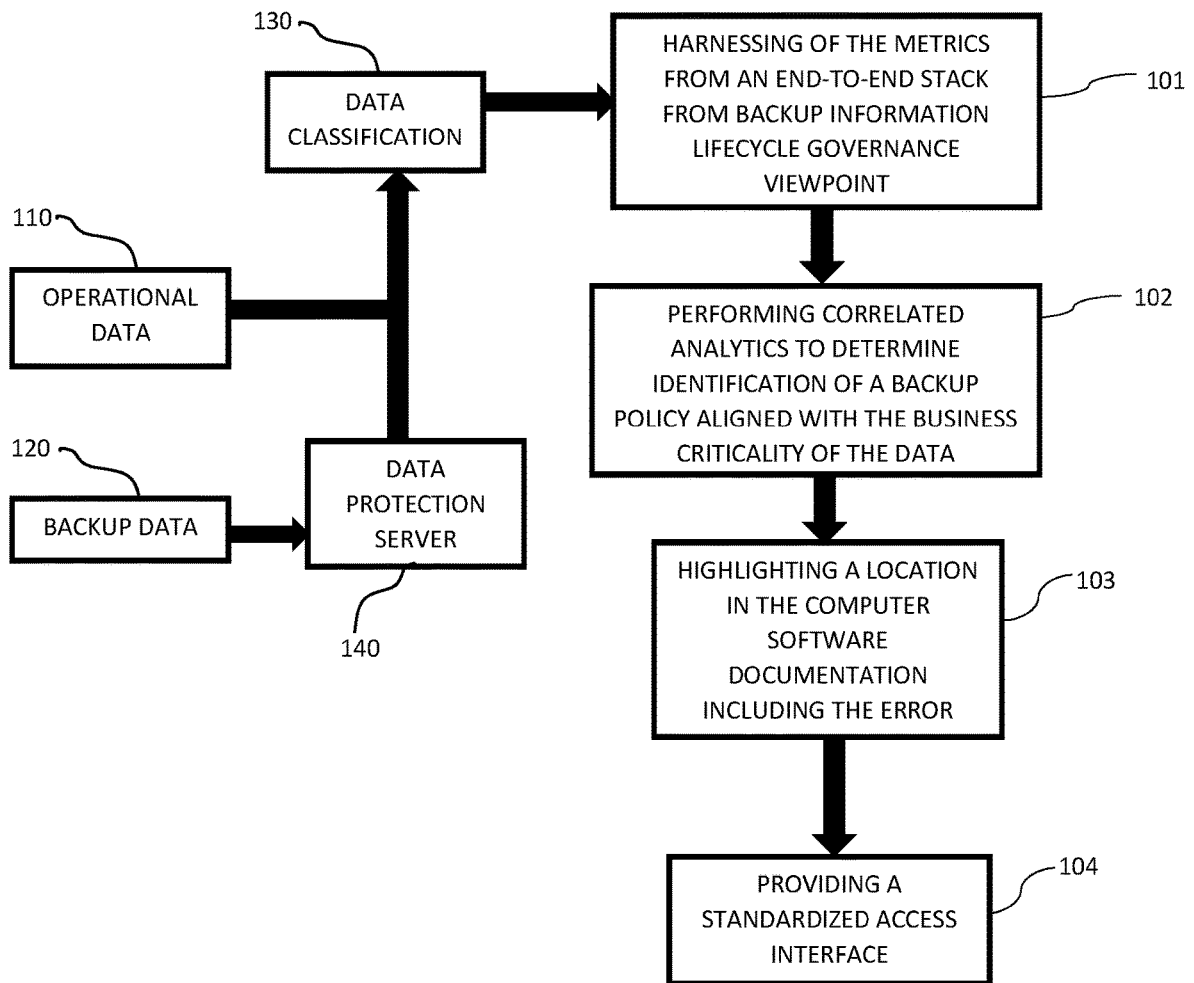 130
DATA
CLASSIFICATION
HARNESSING OF THE METRICS
FROM AN END-TO-END STACK
FROM BACKUP INFORMATION
LIFECYCLE GOVERNANCE
VIEWPOINT
101
110
OPERATIONAL
DATA
120
BACKUP DATA
DATA
PROTECTION
SERVER
140
PERFORMING CORRELATED
ANALYTICS TO DETERMINE
IDENTIFICATION OF A BACKUP
POLICY ALIGNED WITH THE BUSINESS
CRITICALITY OF THE DATA
102
HIGHLIGHTING A LOCATION
IN THE COMPUTER
SOFTWARE
DOCUMENTATION
INCLUDING THE ERROR
103
PROVIDING A
STANDARDIZED ACCESS
INTERFACE
104